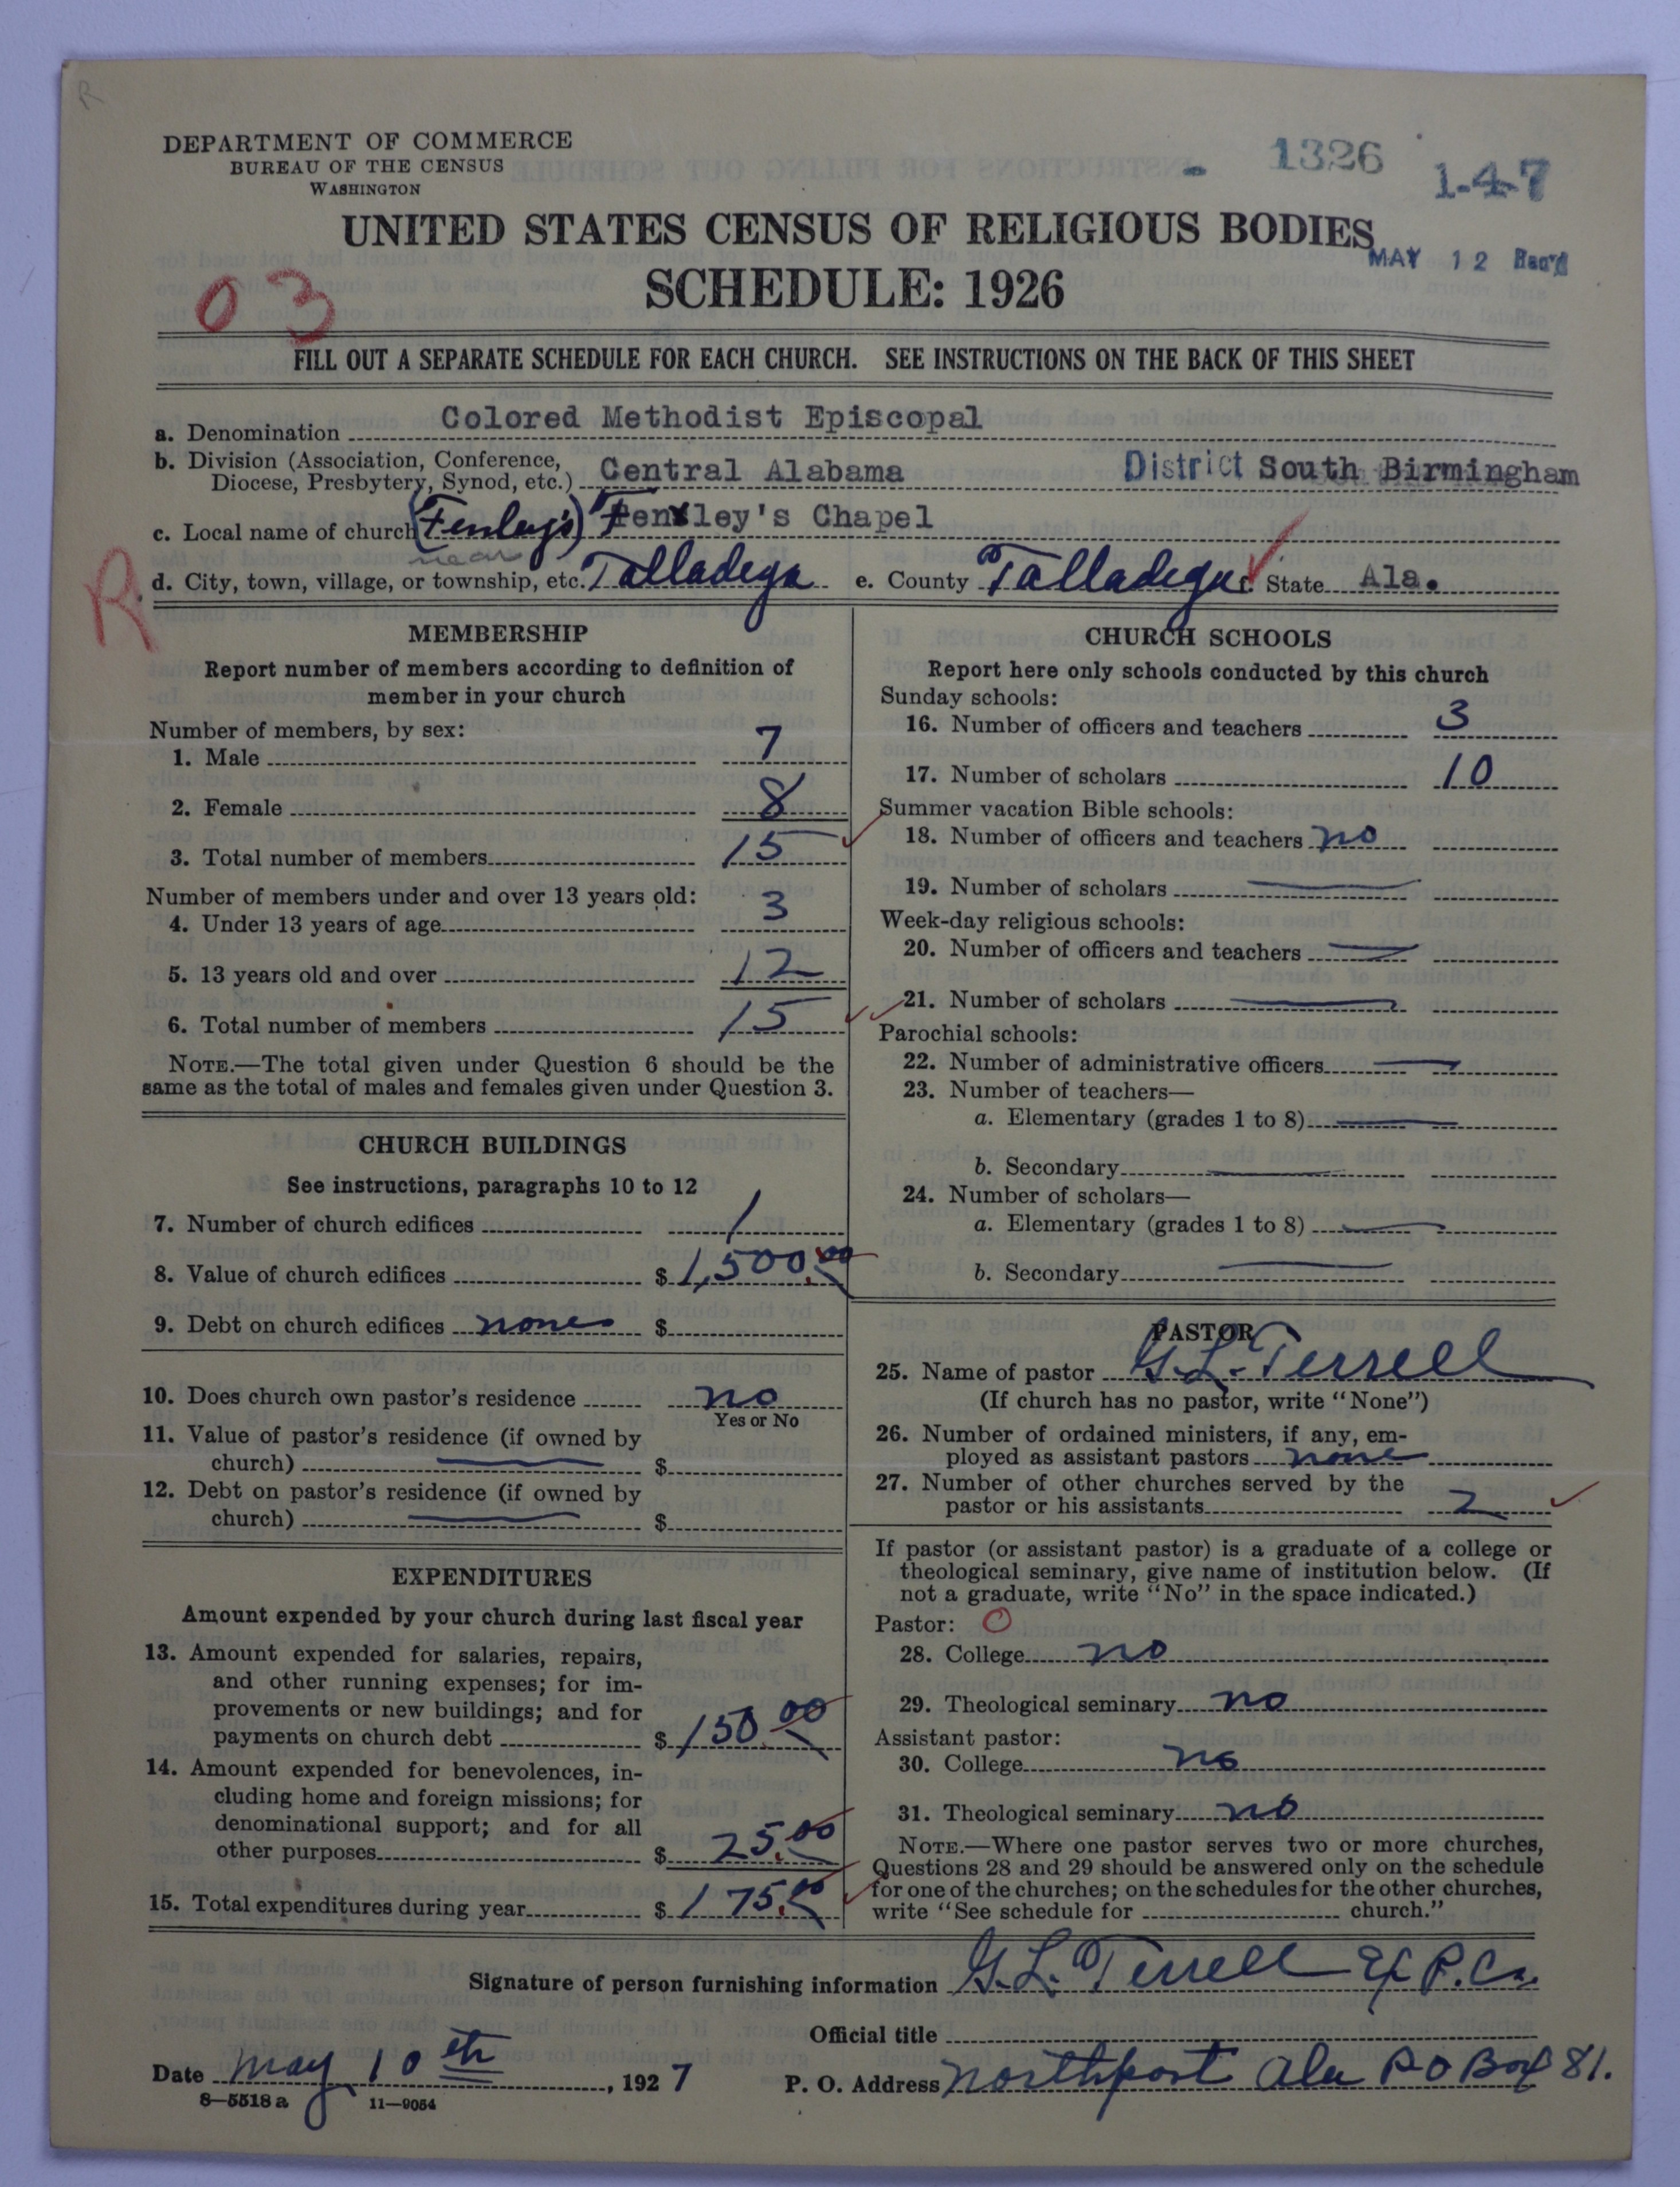 R
DEPARTMENT OF COMMERCE
BUREAU OF THE CENSUS
WASHINGTON
- 1326
1-4-7
UNITED STATES CENSUS OF RELIGIOUS BODIES
MAY 12 Rec'd
SCHEDULE: 1926
03
FILL OUT A SEPARATE SCHEDULE FOR EACH CHURCH. SEE INSTRUCTIONS ON THE BACK OF THIS SHEET
a. Denomination Colored Methodist Episcopal
b. Division (Association, Conference,
Diocese, Presbytery, Synod, etc.) Central Alabama District South Birmingham
c. Local name of church (Fenley's) Fenley's Chapel
near
R
d. City, town, village, or township, etc. Talladega e. County Talladega f. State Ala.
MEMBERSHIP
Report number of members according to definition of
member in your church
Number of members, by sex:
1. Male 7
2. Female 8
3. Total number of members 15
Number of members under and over 13 years old:
4. Under 13 years of age 3
5. 13 years old and over 12
6. Total number of members 15
NOTE.—The total given under Question 6 should be the
same as the total of males and females given under Question 3.
CHURCH BUILDINGS
See instructions, paragraphs 10 to 12
7. Number of church edifices 1
8. Value of church edifices $ 1,500.00
9. Debt on church edifices none $
10. Does church own pastor's residence no
Yes or No
11. Value of pastor's residence (if owned by
church) $
12. Debt on pastor's residence (if owned by
church) $
EXPENDITURES
Amount expended by your church during last fiscal year
13. Amount expended for salaries, repairs,
and other running expenses; for im-
provements or new buildings; and for
payments on church debt $ 150.00
14. Amount expended for benevolences, in-
cluding home and foreign missions; for
denominational support; and for all
other purposes $ 25.00
15. Total expenditures during year $ 175.00
CHURCH SCHOOLS
Report here only schools conducted by this church
Sunday schools:
16. Number of officers and teachers 3
17. Number of scholars 10
Summer vacation Bible schools:
18. Number of officers and teachers no
19. Number of scholars
Week-day religious schools:
20. Number of officers and teachers
21. Number of scholars
Parochial schools:
22. Number of administrative officers
23. Number of teachers—
a. Elementary (grades 1 to 8)
b. Secondary
24. Number of scholars—
a. Elementary (grades 1 to 8)
b. Secondary
PASTOR
25. Name of pastor G. L. Terrell
(If church has no pastor, write "None")
26. Number of ordained ministers, if any, em-
ployed as assistant pastors none
27. Number of other churches served by the
pastor or his assistants 2
If pastor (or assistant pastor) is a graduate of a college or
theological seminary, give name of institution below. (If
not a graduate, write "No" in the space indicated.)
Pastor: O
28. College no
29. Theological seminary no
Assistant pastor:
30. College no
31. Theological seminary no
NOTE.—Where one pastor serves two or more churches,
Questions 28 and 29 should be answered only on the schedule
for one of the churches; on the schedules for the other churches,
write "See schedule for church."
Signature of person furnishing information G. L. Terrell
Official title
Date May 10th, 1927 P. O. Address Northport Ala P O Box 81.
8—5518a 11—9054